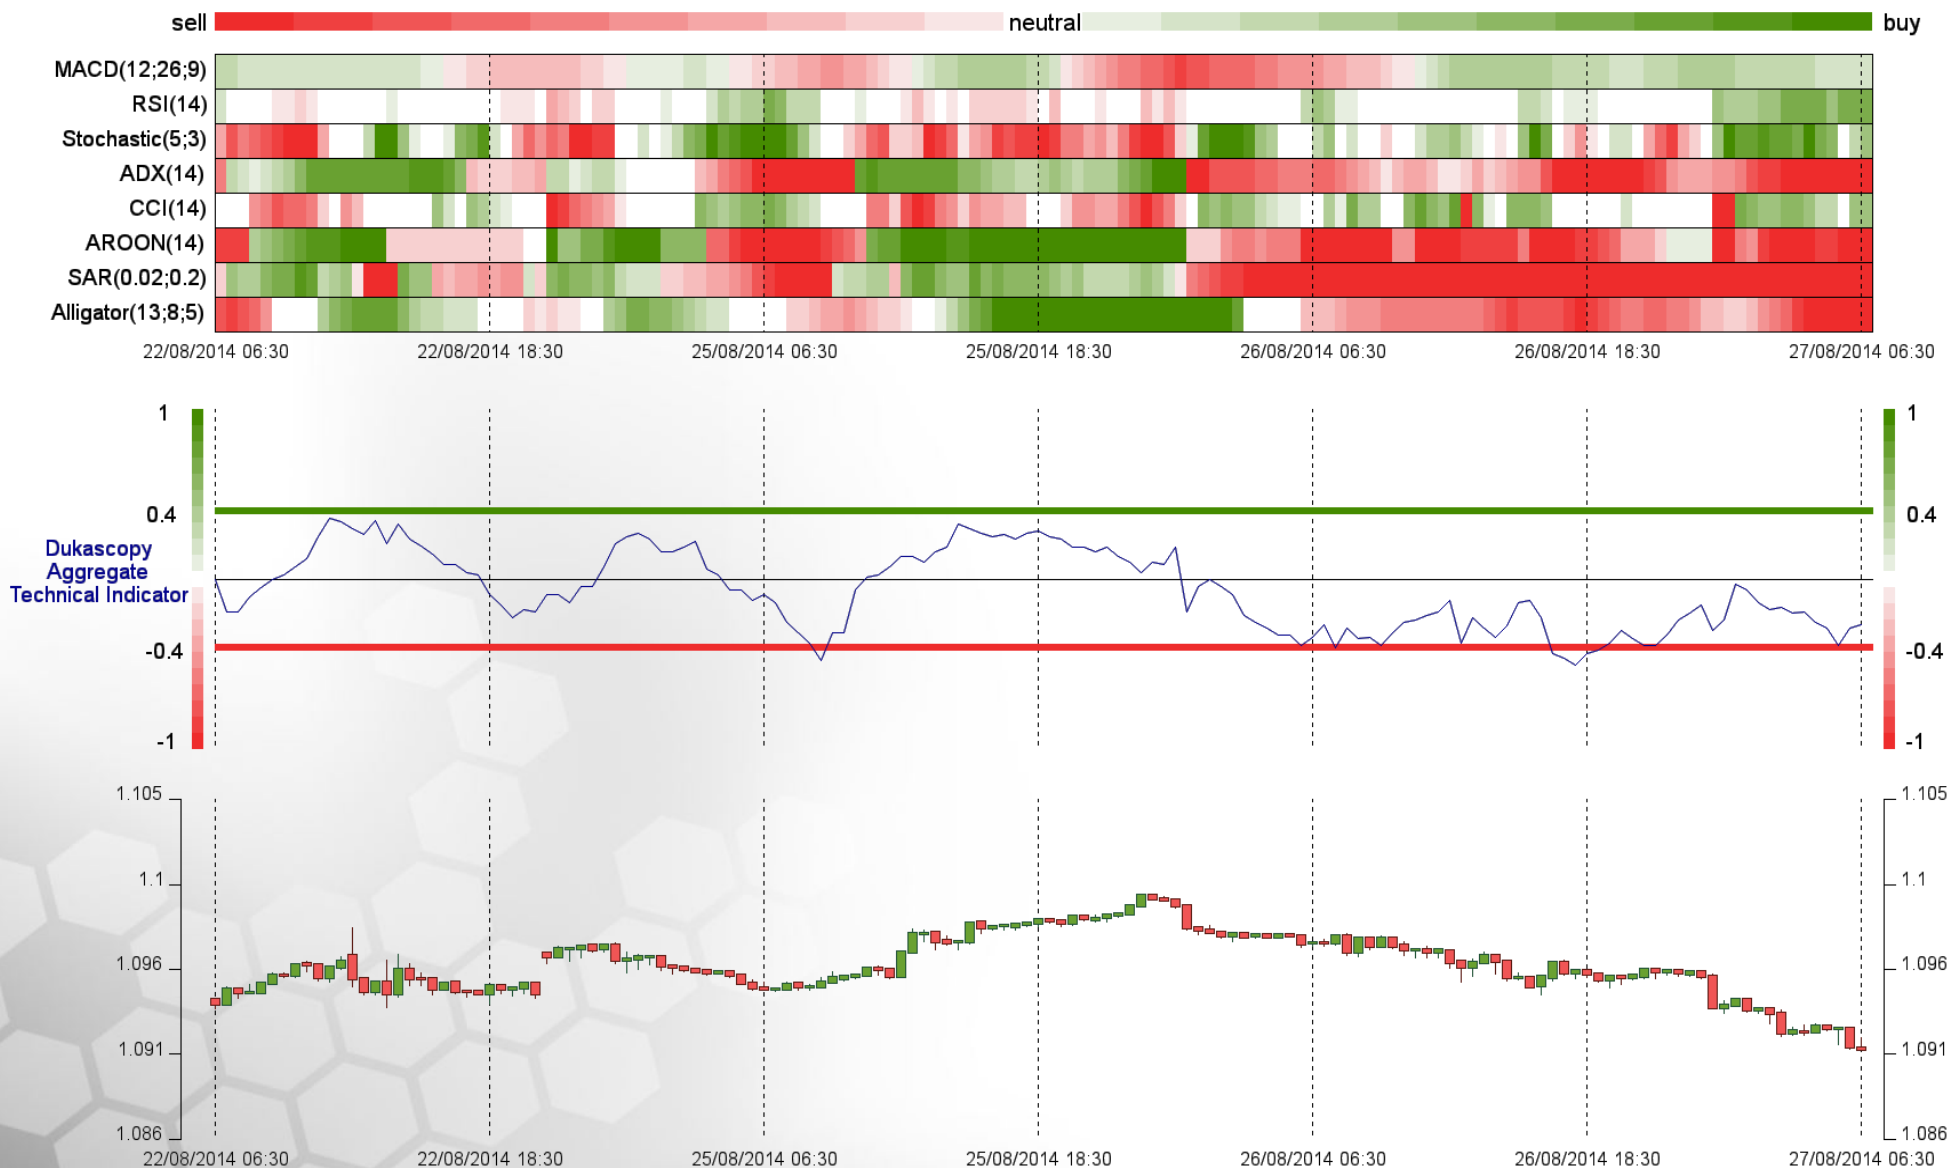 sell neutral buy
MACD(12;26;9)
RSI(14)
Stochastic(5;3)
ADX(14)
CCI(14)
AROON(14)
SAR(0.02;0.2)
Alligator(13;8;5)
22/08/2014 06:30 22/08/2014 18:30 25/08/2014 06:30 25/08/2014 18:30 26/08/2014 06:30 26/08/2014 18:30 27/08/2014 06:30
1 1
0.4 0.4
Dukascopy
Aggregate
Technical Indicator
-0.4 -0.4
-1 -1
1.105 1.105
1.1 1.1
1.096 1.096
1.091 1.091
1.086 1.086
22/08/2014 06:30 22/08/2014 18:30 25/08/2014 06:30 25/08/2014 18:30 26/08/2014 06:30 26/08/2014 18:30 27/08/2014 06:30